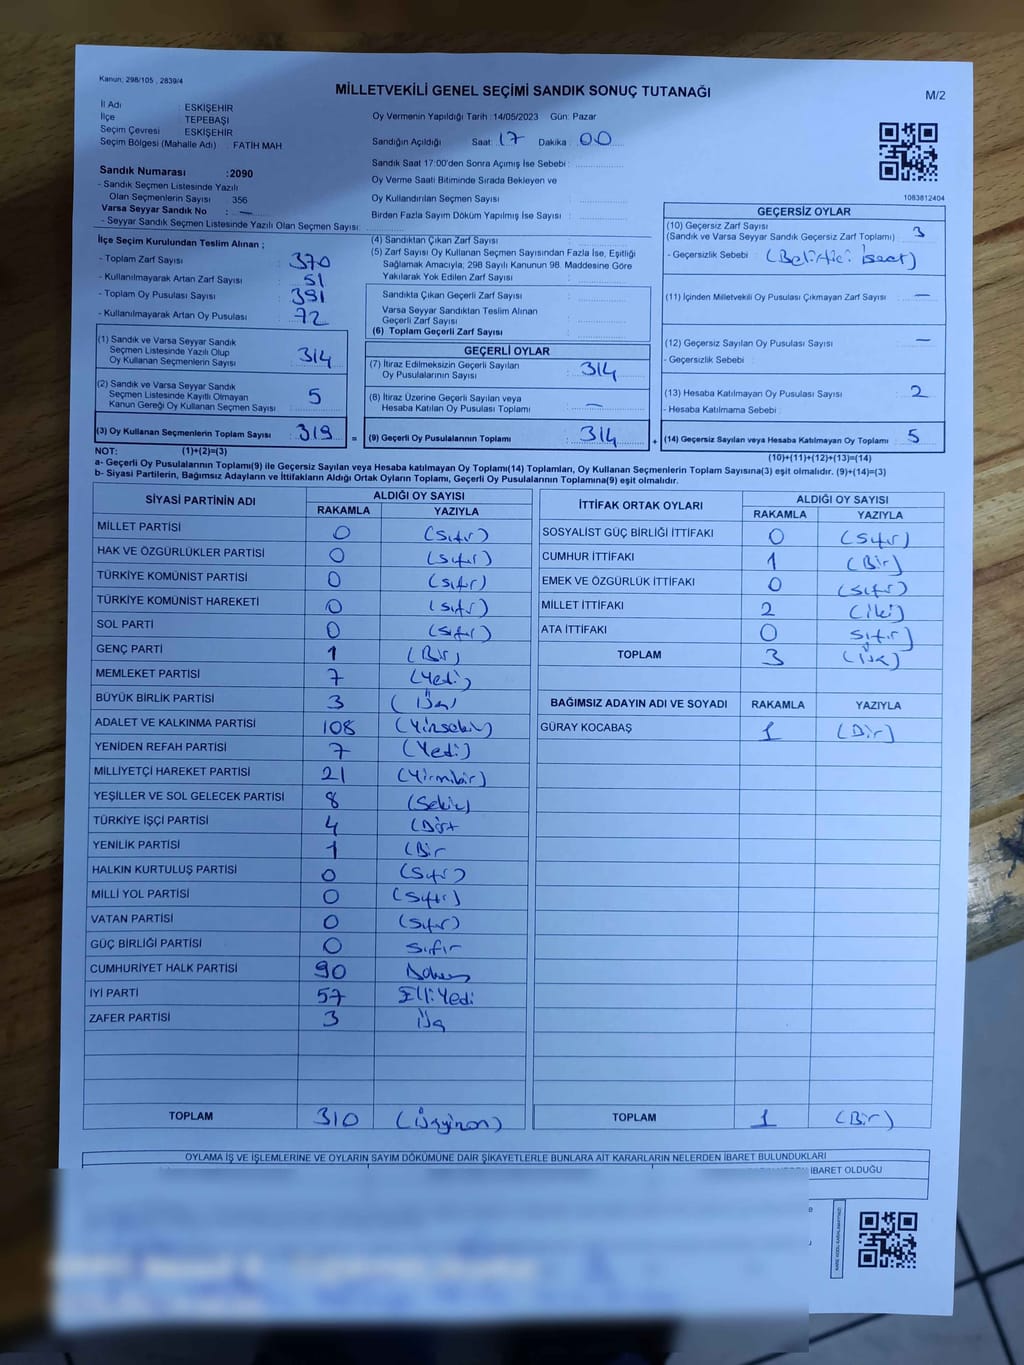 Kanun; 298/105 , 2839/4
MİLLETVEKİLİ GENEL SEÇİMİ SANDIK SONUÇ TUTANAĞI
M/2
İl Adı : ESKİŞEHİR
İlçe : TEPEBAŞI
Seçim Çevresi : ESKİŞEHİR
Seçim Bölgesi (Mahalle Adı) : FATİH MAH
Oy Vermenin Yapıldığı Tarih : 14/05/2023 Gün: Pazar
Sandığın Açıldığı Saat: 17 Dakika : 00
Sandık Saat 17:00'den Sonra Açımış İse Sebebi :
Oy Verme Saati Bitiminde Sırada Bekleyen ve
Oy Kullandırılan Seçmen Sayısı :
Birden Fazla Sayım Döküm Yapılmış İse Sayısı :
1083812404
Sandık Numarası :2090
- Sandık Seçmen Listesinde Yazılı
Olan Seçmenlerin Sayısı : 356
Varsa Seyyar Sandık No : —
- Seyyar Sandık Seçmen Listesinde Yazılı Olan Seçmen Sayısı:
İlçe Seçim Kurulundan Teslim Alınan ;
- Toplam Zarf Sayısı : 370
- Kullanılmayarak Artan Zarf Sayısı : 51
- Toplam Oy Pusulası Sayısı : 391
- Kullanılmayarak Artan Oy Pusulası : 72
(1) Sandık ve Varsa Seyyar Sandık
Seçmen Listesinde Yazılı Olup
Oy Kullanan Seçmenlerin Sayısı : 314
(2) Sandık ve Varsa Seyyar Sandık
Seçmen Listesinde Kayıtlı Olmayan
Kanun Gereği Oy Kullanan Seçmen Sayısı : 5
(3) Oy Kullanan Seçmenlerin Toplam Sayısı : 319
(4) Sandıktan Çıkan Zarf Sayısı :
(5) Zarf Sayısı Oy Kullanan Seçmen Sayısından Fazla İse, Eşitliği
Sağlamak Amacıyla; 298 Sayılı Kanunun 98. Maddesine Göre
Yakılarak Yok Edilen Zarf Sayısı :
Sandıkta Çıkan Geçerli Zarf Sayısı :
Varsa Seyyar Sandıktan Teslim Alınan
Geçerli Zarf Sayısı :
(6) Toplam Geçerli Zarf Sayısı :
GEÇERLİ OYLAR
(7) İtiraz Edilmeksizin Geçerli Sayılan
Oy Pusulalarının Sayısı : 314
(8) İtiraz Üzerine Geçerli Sayılan veya
Hesaba Katılan Oy Pusulası Toplamı : —
= (9) Geçerli Oy Pusulalarının Toplamı : 314 +
GEÇERSİZ OYLAR
(10) Geçersiz Zarf Sayısı
(Sandık ve Varsa Seyyar Sandık Geçersiz Zarf Toplamı) : 3
- Geçersizlik Sebebi :
(11) İçinden Milletvekili Oy Pusulası Çıkmayan Zarf Sayısı : —
(12) Geçersiz Sayılan Oy Pusulası Sayısı : —
- Geçersizlik Sebebi :
(13) Hesaba Katılmayan Oy Pusulası Sayısı : 2
- Hesaba Katılmama Sebebi :
(14) Geçersiz Sayılan veya Hesaba Katılmayan Oy Toplamı : 5
NOT: (1)+(2)=(3)
(10)+(11)+(12)+(13)=(14)
a- Geçerli Oy Pusulalarının Toplamı(9) ile Geçersiz Sayılan veya Hesaba katılmayan Oy Toplamı(14) Toplamları, Oy Kullanan Seçmenlerin Toplam Sayısına(3) eşit olmalıdır. (9)+(14)=(3)
b- Siyasi Partilerin, Bağımsız Adayların ve İttifakların Aldığı Ortak Oyların Toplamı, Geçerli Oy Pusulalarının Toplamına(9) eşit olmalıdır.
SİYASİ PARTİNİN ADI ALDIĞI OY SAYISI
RAKAMLA YAZIYLA
MİLLET PARTİSİ 0 (Sıfır)
HAK VE ÖZGÜRLÜKLER PARTİSİ 0 (Sıfır)
TÜRKİYE KOMÜNİST PARTİSİ 0 (Sıfır)
TÜRKİYE KOMÜNİST HAREKETİ 0 (Sıfır)
SOL PARTİ 0 (Sıfır)
GENÇ PARTİ 1 (Bir)
MEMLEKET PARTİSİ 7 (Yedi)
BÜYÜK BİRLİK PARTİSİ 3 (Üç)
ADALET VE KALKINMA PARTİSİ 108 (Yüzsekiz)
YENİDEN REFAH PARTİSİ 7 (Yedi)
MİLLİYETÇİ HAREKET PARTİSİ 21 (Yirmibir)
YEŞİLLER VE SOL GELECEK PARTİSİ 8 (Sekiz)
TÜRKİYE İŞÇİ PARTİSİ 4 (Dört
YENİLİK PARTİSİ 1 (Bir
HALKIN KURTULUŞ PARTİSİ 0 (Sıfır)
MİLLİ YOL PARTİSİ 0 (Sıfır)
VATAN PARTİSİ 0 (Sıfır)
GÜÇ BİRLİĞİ PARTİSİ 0 Sıfır
CUMHURİYET HALK PARTİSİ 90 Doksan
İYİ PARTİ 57 Elli Yedi
ZAFER PARTİSİ 3 Üç
TOPLAM 310 (Üçyüzon)
İTTİFAK ORTAK OYLARI ALDIĞI OY SAYISI
RAKAMLA YAZIYLA
SOSYALİST GÜÇ BİRLİĞİ İTTİFAKI 0 (Sıfır)
CUMHUR İTTİFAKI 1 (Bir)
EMEK VE ÖZGÜRLÜK İTTİFAKI 0 (Sıfır)
MİLLET İTTİFAKI 2 (İki)
ATA İTTİFAKI 0 Sıfır)
TOPLAM 3 (Üç)
BAĞIMSIZ ADAYIN ADI VE SOYADI RAKAMLA YAZIYLA
GÜRAY KOCABAŞ 1 (Bir)
TOPLAM 1 (Bir)
OYLAMA İŞ VE İŞLEMLERİNE VE OYLARIN SAYIM DÖKÜMÜNE DAİR ŞİKAYETLERLE BUNLARA AİT KARARLARIN NELERDEN İBARET BULUNDUKLARI
İBARET OLDUĞU